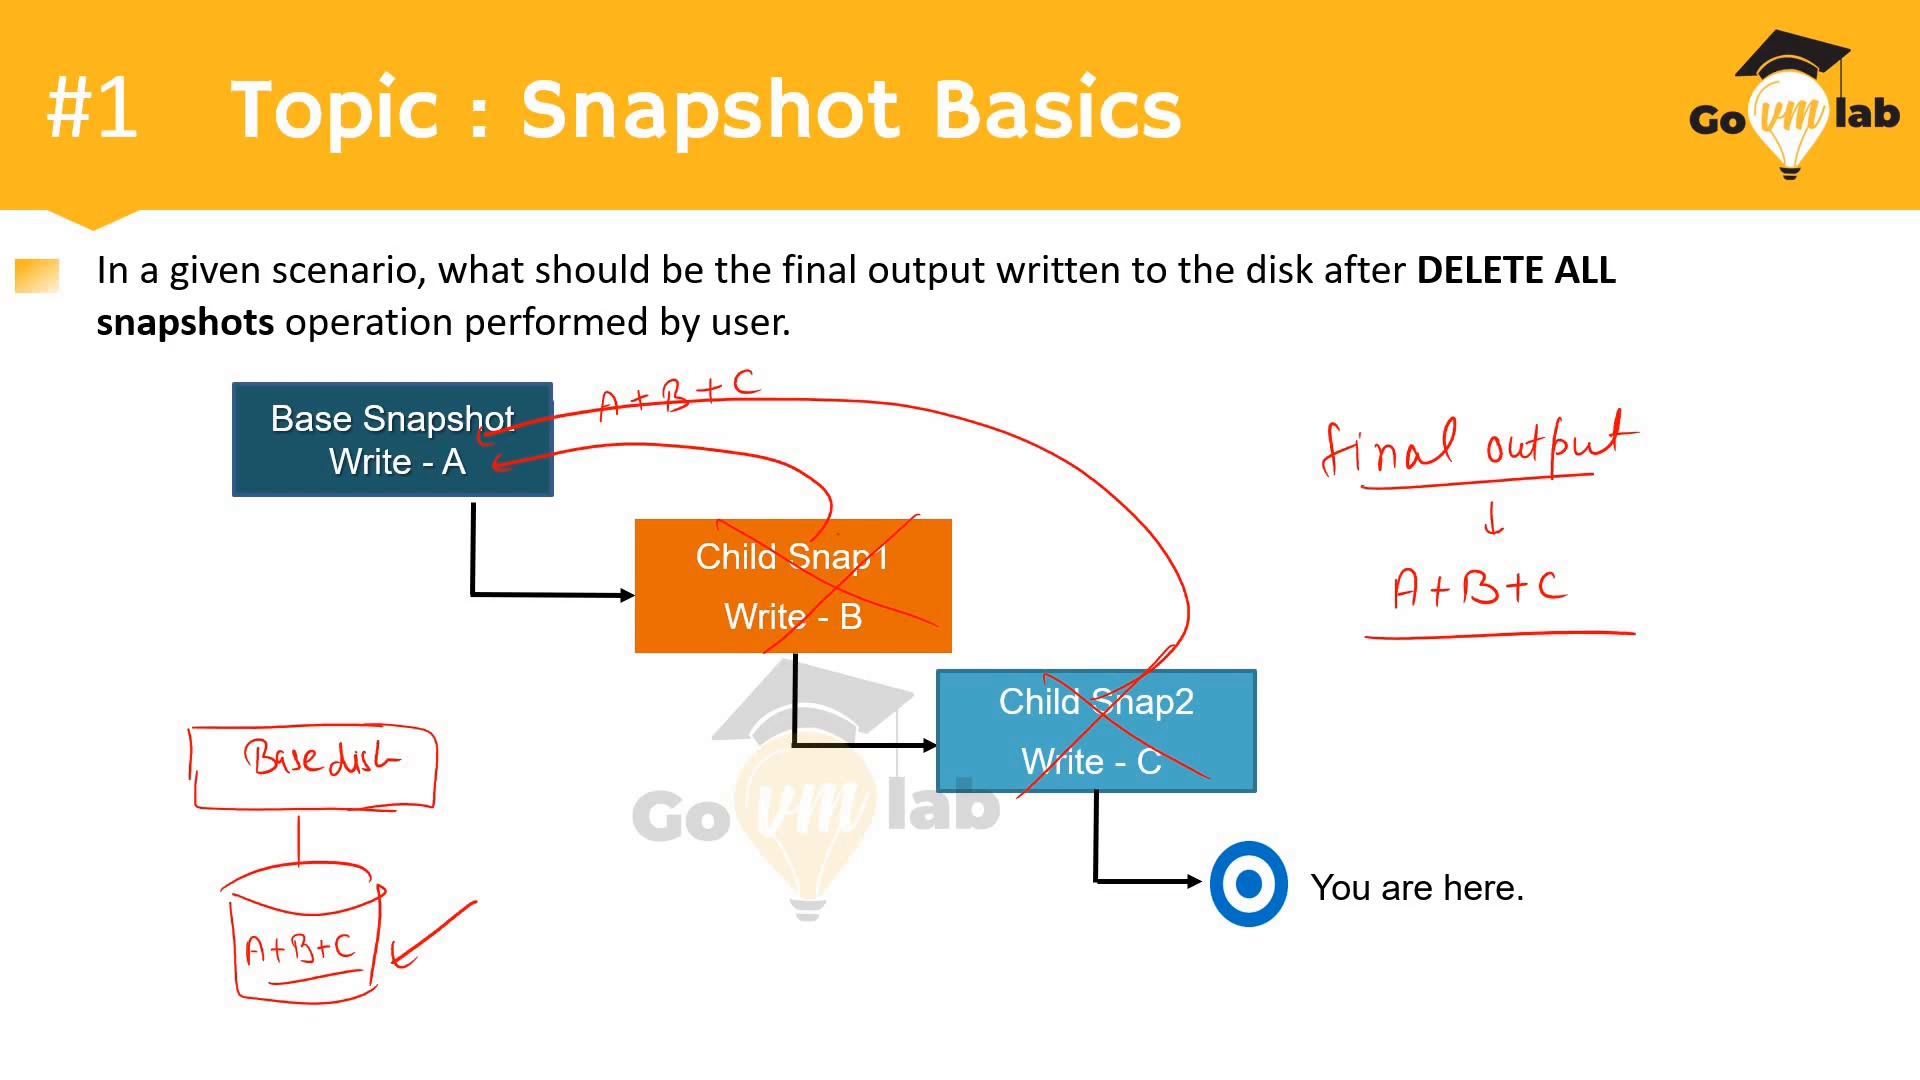 #1 Topic : Snapshot Basics
Go vm lab
In a given scenario, what should be the final output written to the disk after DELETE ALL
snapshots operation performed by user.
A+B+C
Base Snapshot
Write - A
final output
A+B+C
Child Snap1
Write - B
Child Snap2
Write - C
Base disk
Go vm lab
You are here.
A+B+C